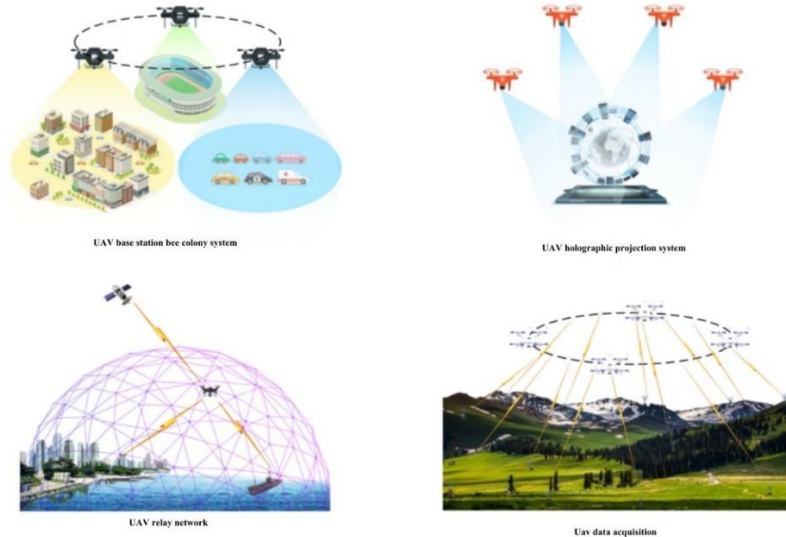 UAV base station bee colony system
UAV holographic projection system
UAV relay network
Uav data acquisition